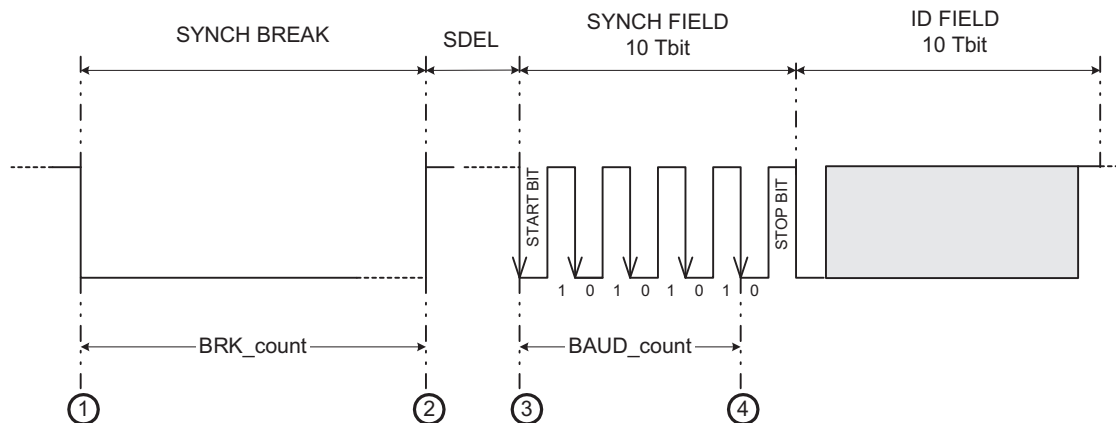 SYNCH BREAK
SDEL
SYNCH FIELD
10 Tbit
ID FIELD
10 Tbit
START BIT
STOP BIT
1 0 1 0 1 0 1 0
BRK_count
BAUD_count
1
2
3
4